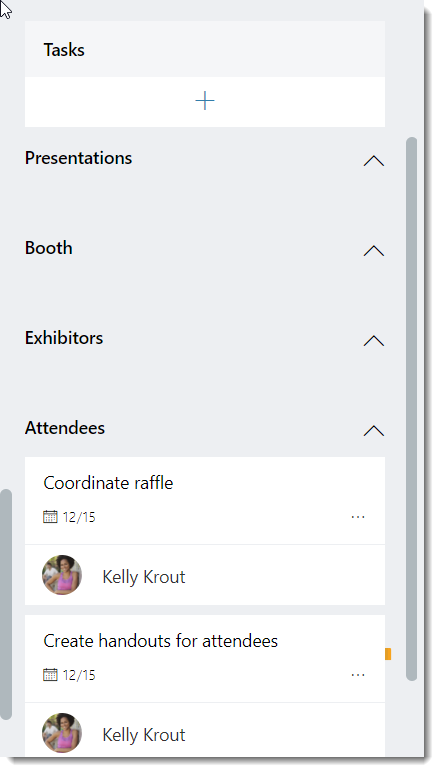 Tasks
Presentations
Booth
Exhibitors
Attendees
Coordinate raffle
12/15
Kelly Krout
Create handouts for attendees
12/15
Kelly Krout